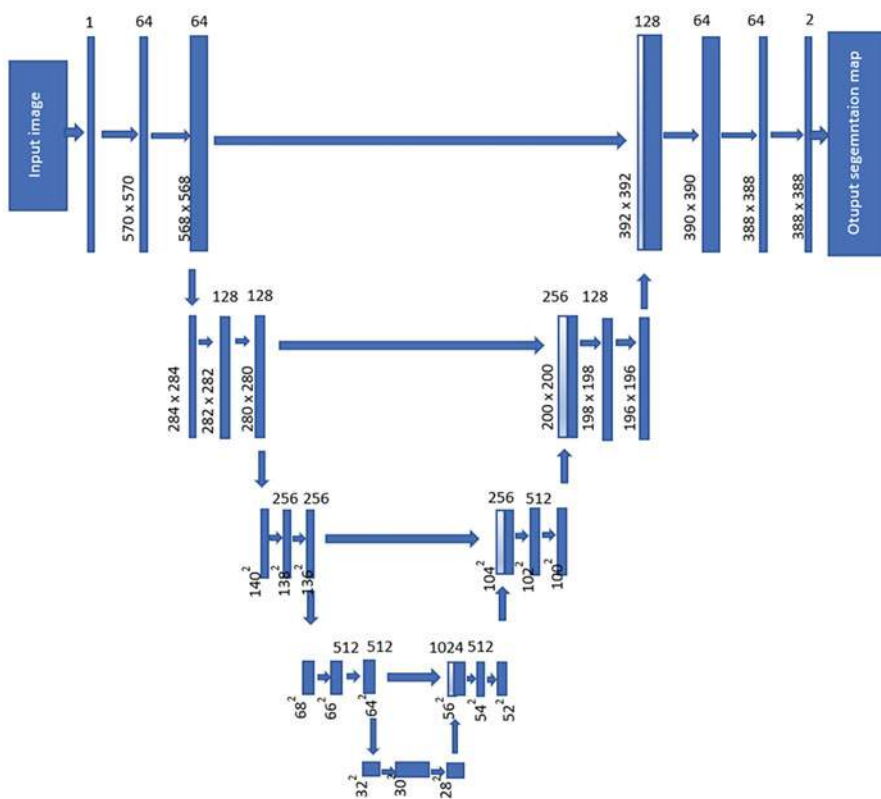 1 64 64 128 64 64 2
Input image
570 x 570
568 x 568
392 x 392
390 x 390
388 x 388
388 x 388
Otuput segemntaion map
128 128 256 128
284 x 284
282 x 282
280 x 280
200 x 200
198 x 198
196 x 196
256 256 256 512
140²
138²
136²
104²
102²
100²
512 512 1024 512
68²
66²
64²
56²
54²
52²
32²
30²
28²